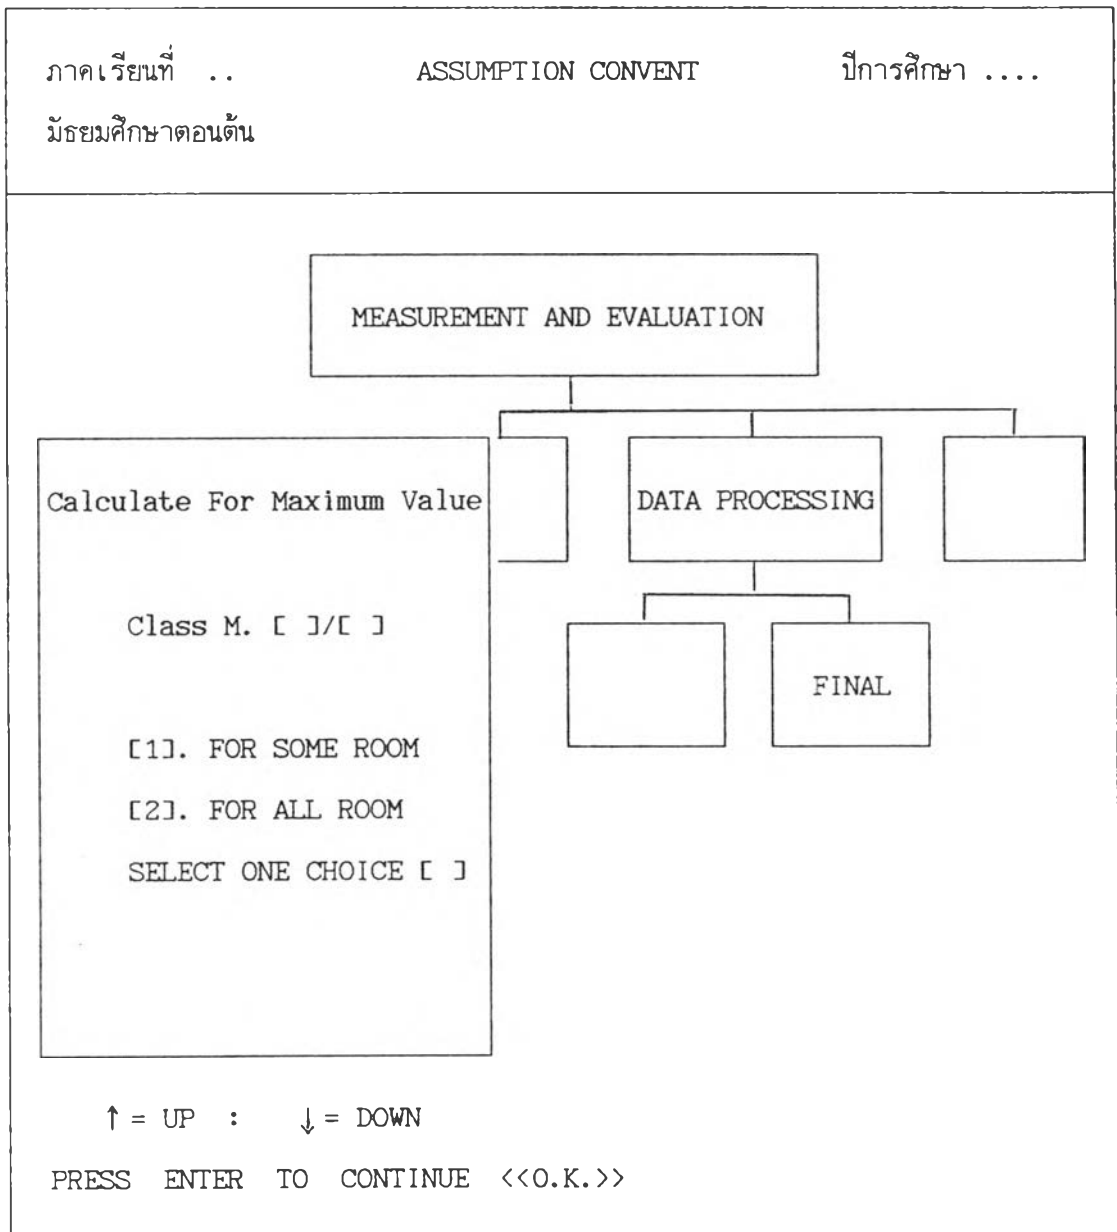 ภาคเรียนที่ .. ASSUMPTION CONVENT ปีการศึกษา ....
มัธยมศึกษาตอนต้น
MEASUREMENT AND EVALUATION
Calculate For Maximum Value
Class M. [ ]/[ ]
[1]. FOR SOME ROOM
[2]. FOR ALL ROOM
SELECT ONE CHOICE [ ]
DATA PROCESSING
FINAL
↑ = UP : ↓ = DOWN
PRESS ENTER TO CONTINUE <<O.K.>>